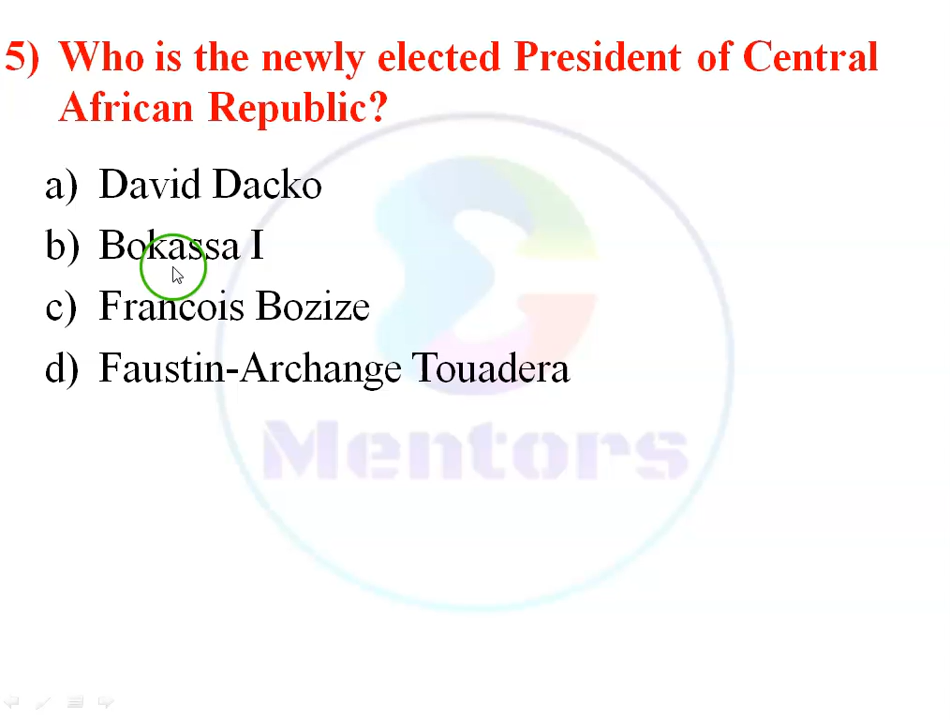 5) Who is the newly elected President of Central
African Republic?
a) David Dacko
b) Bokassa I
c) Francois Bozize
d) Faustin-Archange Touadera
Mentors